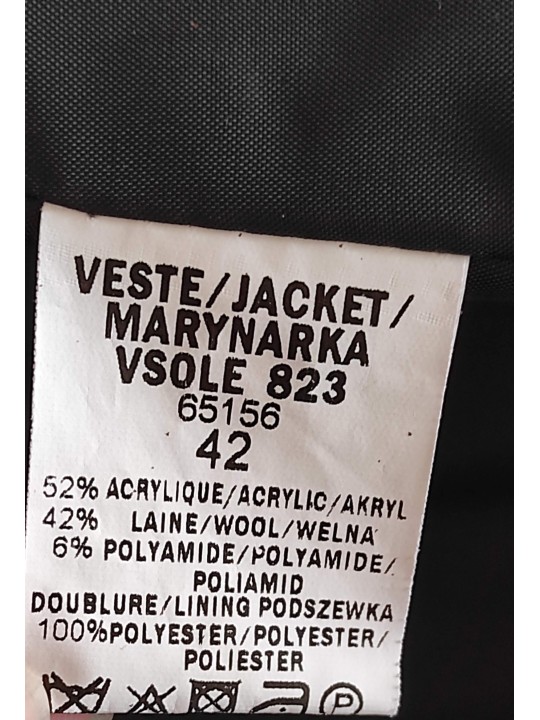 VESTE/JACKET/
MARYNARKA
VSOLE 823
65156
42
52% ACRYLIQUE/ACRYLIC/AKRYL
42% LAINE/WOOL/WELNA
6% POLYAMIDE/POLYAMIDE/
POLIAMID
DOUBLURE/LINING PODSZEWKA
100%POLYESTER/POLYESTER/
POLIESTER
P